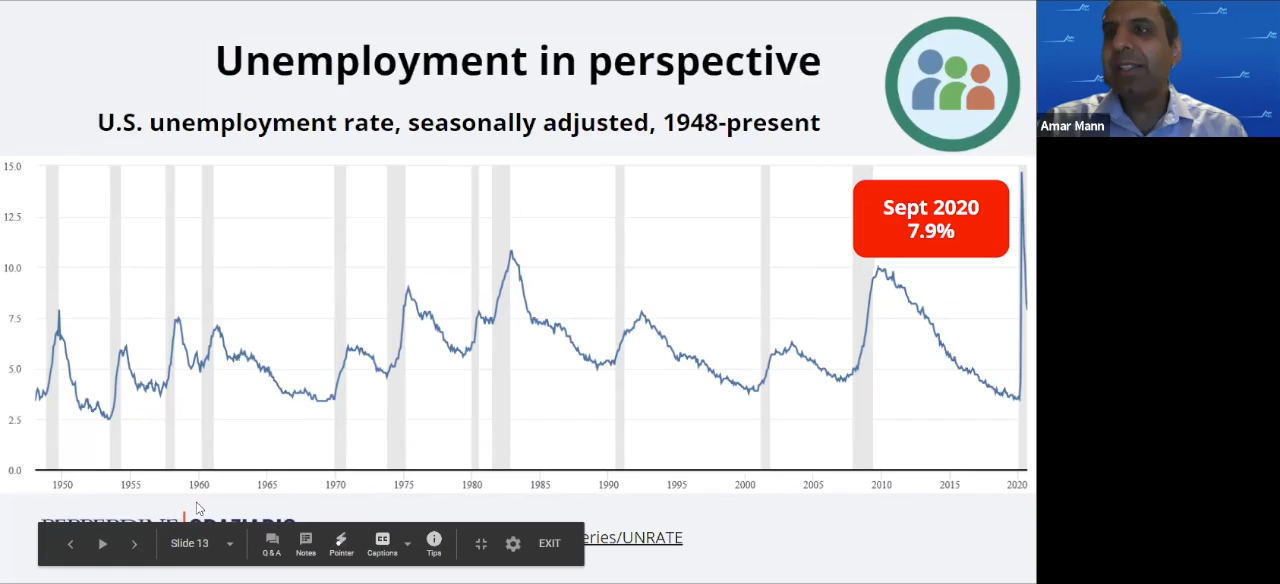 Unemployment in perspective
U.S. unemployment rate, seasonally adjusted, 1948-present
Amar Mann
15.0
12.5
10.0
7.5
5.0
2.5
0.0
Sept 2020
7.9%
1950 1955 1960 1965 1970 1975 1980 1985 1990 1995 2000 2005 2010 2015 2020
PEPPERDINE | GRAZIADIO
eries/UNRATE
Slide 13
Q & A
Notes
Pointer
Captions
Tips
EXIT